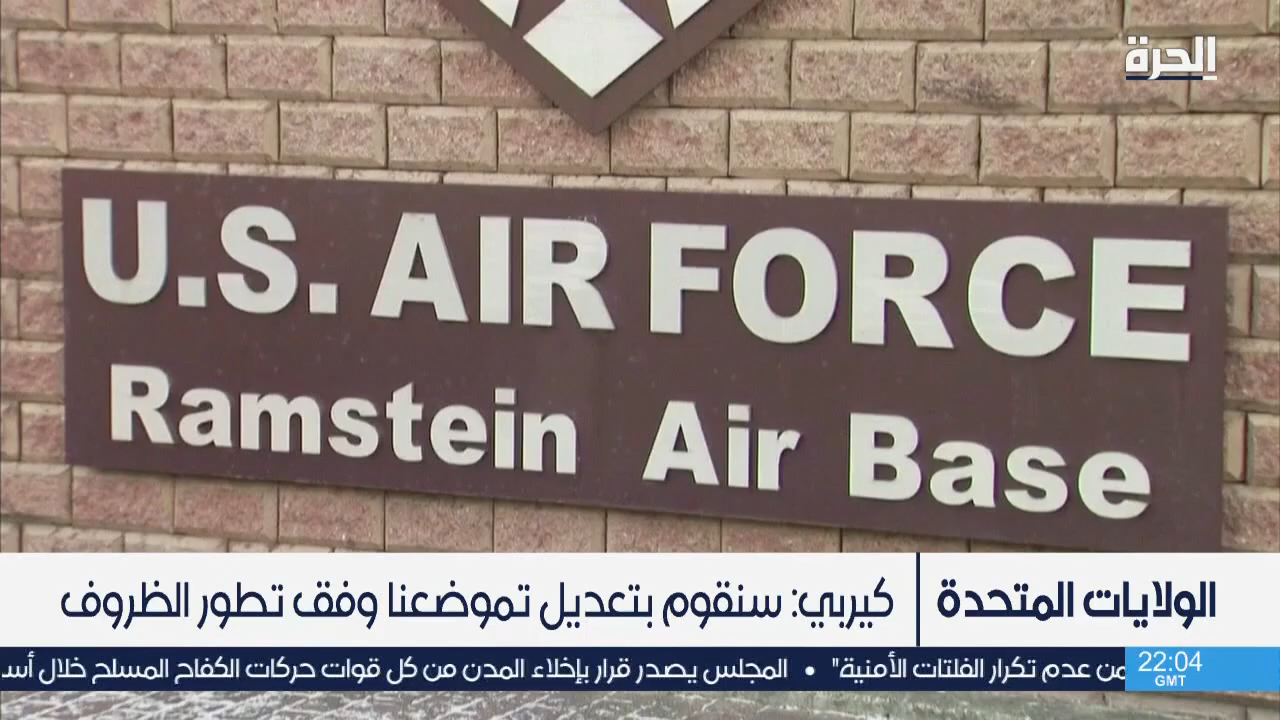 الحرة
U.S. AIR FORCE
Ramstein Air Base
الولايات المتحدة
كيربي: سنقوم بتعديل تموضعنا وفق تطور الظروف
من عدم تكرار الفلتات الأمنية" • المجلس يصدر قرار بإخلاء المدن من كل قوات حركات الكفاح المسلح خلال
22:04
GMT